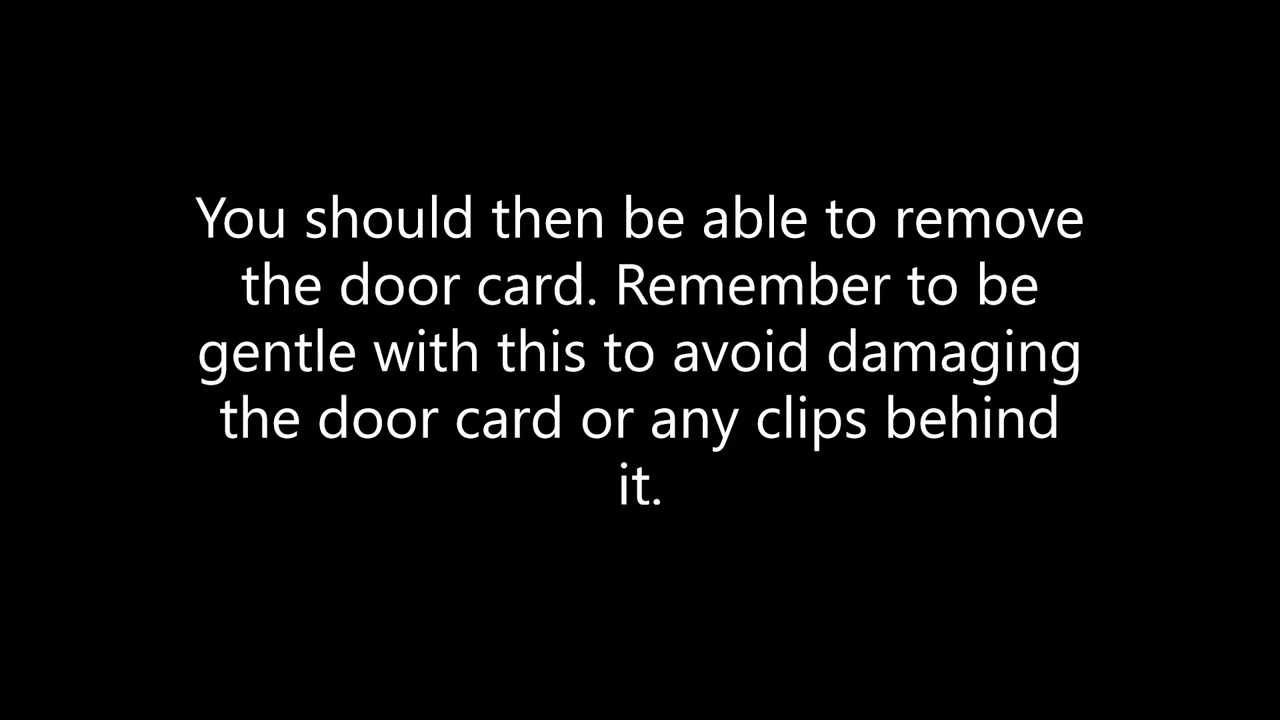 You should then be able to remove
the door card. Remember to be
gentle with this to avoid damaging
the door card or any clips behind
it.